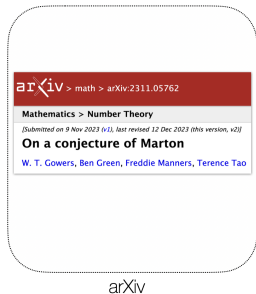 arXiv > math > arXiv:2311.05762
Mathematics > Number Theory
[Submitted on 9 Nov 2023 (v1), last revised 12 Dec 2023 (this version, v2)]
On a conjecture of Marton
W. T. Gowers, Ben Green, Freddie Manners, Terence Tao
arXiv